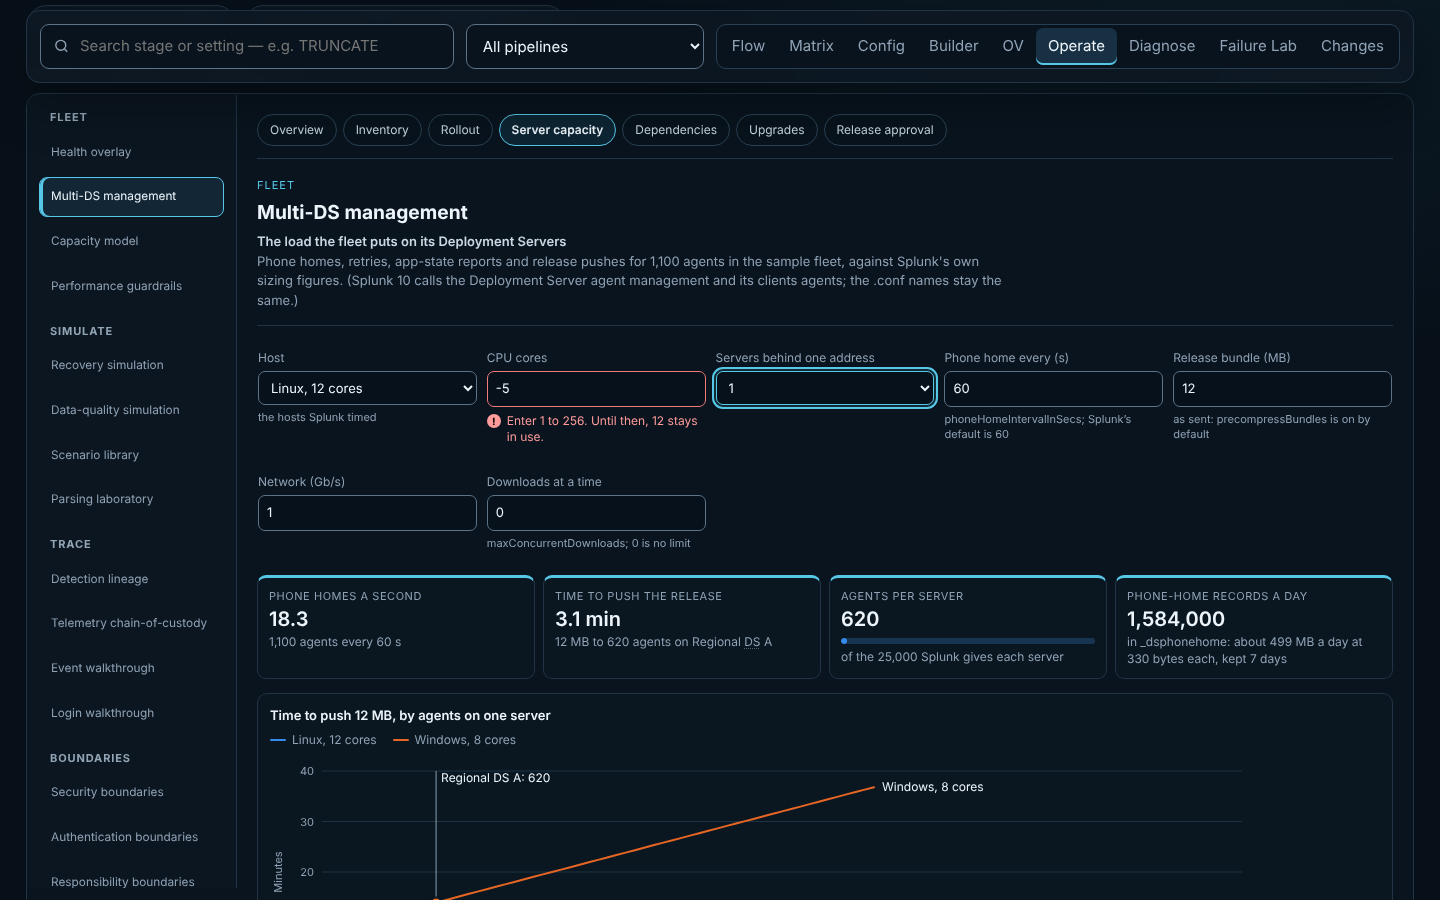 Search stage or setting — e.g. TRUNCATE
All pipelines
Flow
Matrix
Config
Builder
OV
Operate
Diagnose
Failure Lab
Changes
FLEET
Health overlay
Multi-DS management
Capacity model
Performance guardrails
SIMULATE
Recovery simulation
Data-quality simulation
Scenario library
Parsing laboratory
TRACE
Detection lineage
Telemetry chain-of-custody
Event walkthrough
Login walkthrough
BOUNDARIES
Security boundaries
Authentication boundaries
Responsibility boundaries
Overview
Inventory
Rollout
Server capacity
Dependencies
Upgrades
Release approval
FLEET
Multi-DS management
The load the fleet puts on its Deployment Servers
Phone homes, retries, app-state reports and release pushes for 1,100 agents in the sample fleet, against Splunk's own
sizing figures. (Splunk 10 calls the Deployment Server agent management and its clients agents; the .conf names stay the
same.)
Host
Linux, 12 cores
the hosts Splunk timed
CPU cores
-5
Enter 1 to 256. Until then, 12 stays
in use.
Servers behind one address
1
Phone home every (s)
60
phoneHomeIntervalInSecs; Splunk's
default is 60
Release bundle (MB)
12
as sent: precompressBundles is on by
default
Network (Gb/s)
1
Downloads at a time
0
maxConcurrentDownloads; 0 is no limit
PHONE HOMES A SECOND
18.3
1,100 agents every 60 s
TIME TO PUSH THE RELEASE
3.1 min
12 MB to 620 agents on Regional DS A
AGENTS PER SERVER
620
of the 25,000 Splunk gives each server
PHONE-HOME RECORDS A DAY
1,584,000
in _dsphonehome: about 499 MB a day at
330 bytes each, kept 7 days
Time to push 12 MB, by agents on one server
Linux, 12 cores
Windows, 8 cores
40
Regional DS A: 620
Windows, 8 cores
30
20
Minutes